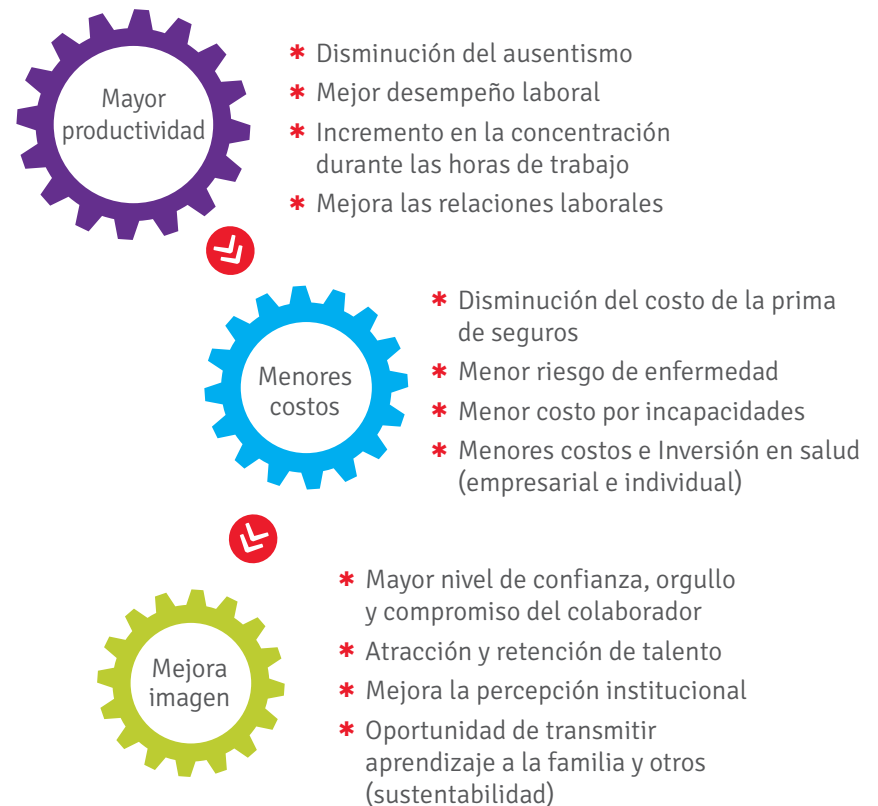 Mayor
productividad
* Disminución del ausentismo
* Mejor desempeño laboral
* Incremento en la concentración
durante las horas de trabajo
* Mejora las relaciones laborales
Menores
costos
* Disminución del costo de la prima
de seguros
* Menor riesgo de enfermedad
* Menor costo por incapacidades
* Menores costos e Inversión en salud
(empresarial e individual)
Mejora
imagen
* Mayor nivel de confianza, orgullo
y compromiso del colaborador
* Atracción y retención de talento
* Mejora la percepción institucional
* Oportunidad de transmitir
aprendizaje a la familia y otros
(sustentabilidad)